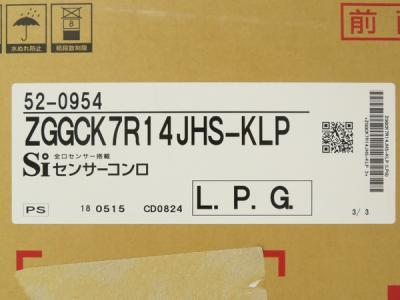 水ぬれ防止
8
段積数制限
前
52-0954
ZGGCK7R14JHS-KLP
Si 全口センサー搭載
センサーコンロ
PS
18 0515 CD0824
L.P.G.
3/3